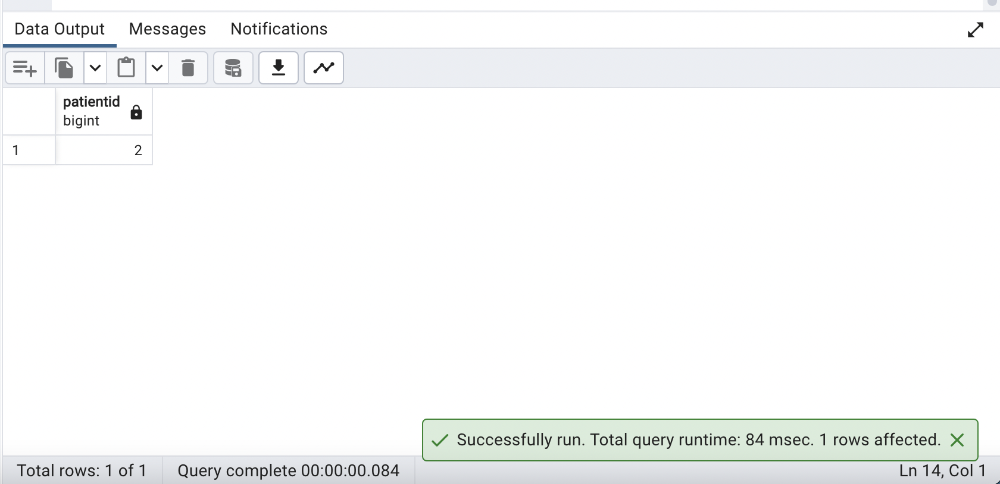 Data Output Messages Notifications
patientid
bigint
1 2
Successfully run. Total query runtime: 84 msec. 1 rows affected.
Total rows: 1 of 1 Query complete 00:00:00.084 Ln 14, Col 1